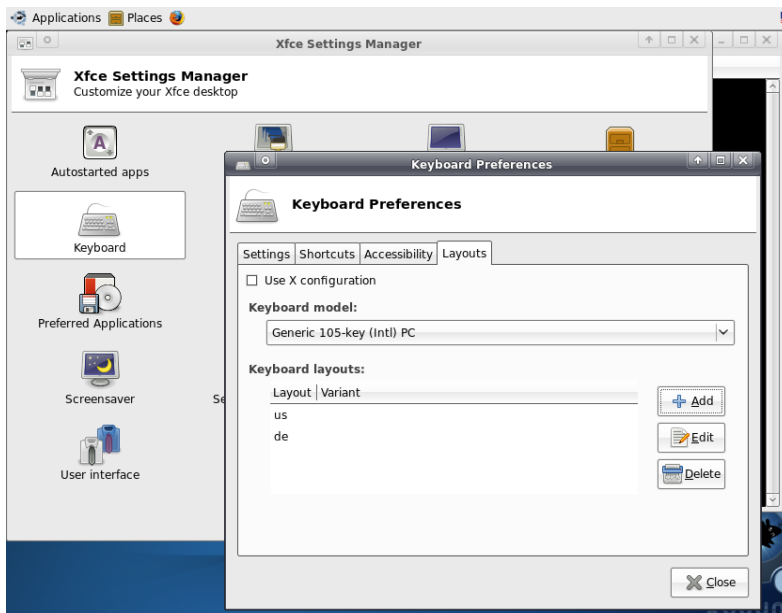 Applications Places
Xfce Settings Manager
Xfce Settings Manager
Customize your Xfce desktop
Autostarted apps
Keyboard
Preferred Applications
Screensaver
Se
User interface
Keyboard Preferences
Keyboard Preferences
Settings Shortcuts Accessibility Layouts
Use X configuration
Keyboard model:
Generic 105-key (Intl) PC
Keyboard layouts:
Layout Variant
us
de
Add
Edit
Delete
Close